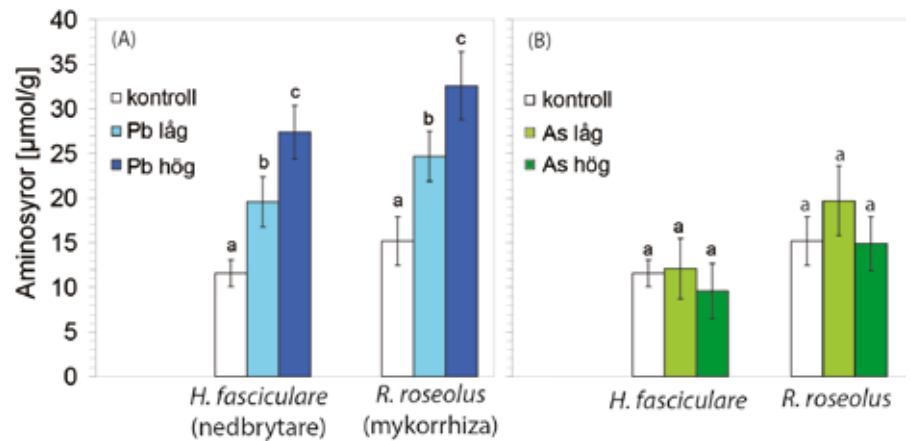 Aminosyror [µmol/g]
40
35
30
25
20
15
10
5
0
(A)
kontroll
Pb låg
Pb hög
a
b
c
a
b
c
H. fasciculare
(nedbrytare)
R. roseolus
(mykorrhiza)
(B)
kontroll
As låg
As hög
a
a
a
a
a
a
H. fasciculare
R. roseolus